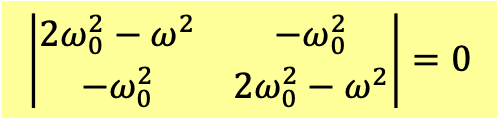 |2ω₀² − ω²  −ω₀²|
|−ω₀²  2ω₀² − ω²| = 0